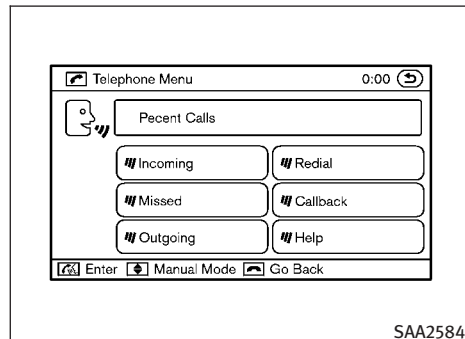 Telephone Menu 0:00
Pecent Calls
Incoming Redial
Missed Callback
Outgoing Help
Enter Manual Mode Go Back
SAA2584